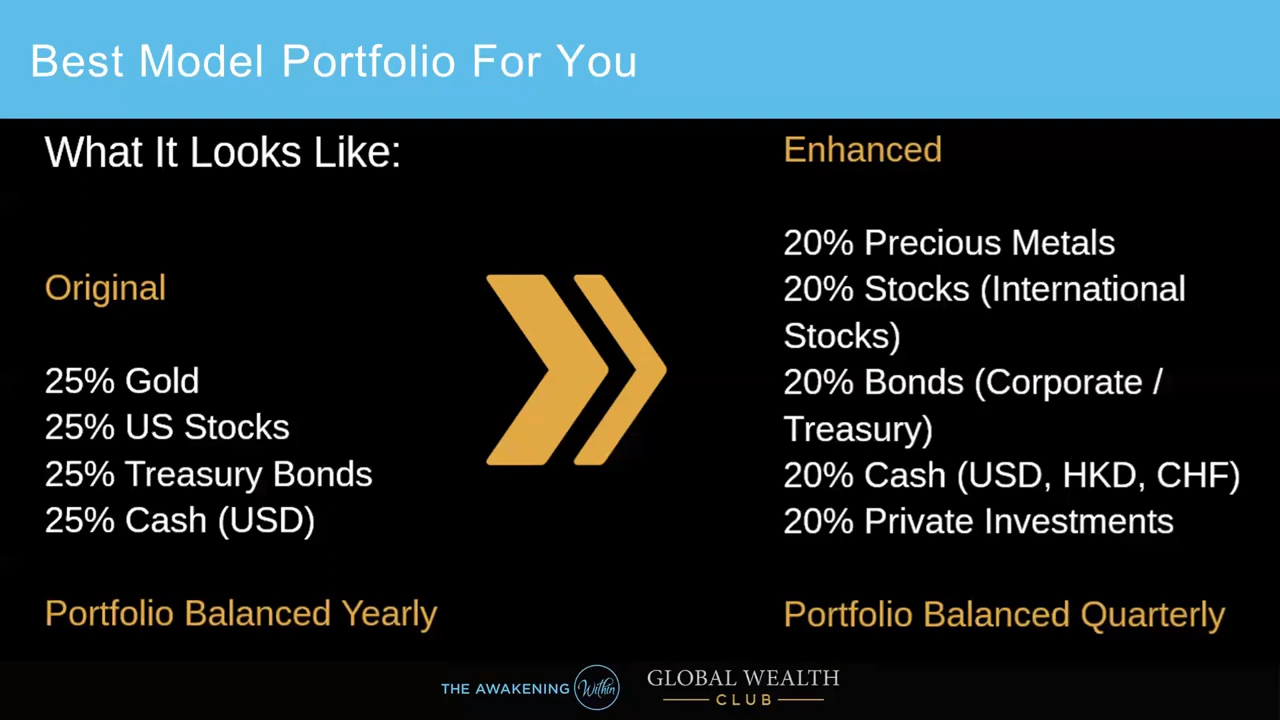 Best Model Portfolio For You
What It Looks Like:
Original
25% Gold
25% US Stocks
25% Treasury Bonds
25% Cash (USD)
Portfolio Balanced Yearly
Enhanced
20% Precious Metals
20% Stocks (International
Stocks)
20% Bonds (Corporate /
Treasury)
20% Cash (USD, HKD, CHF)
20% Private Investments
Portfolio Balanced Quarterly
THE AWAKENING Within
GLOBAL WEALTH
CLUB